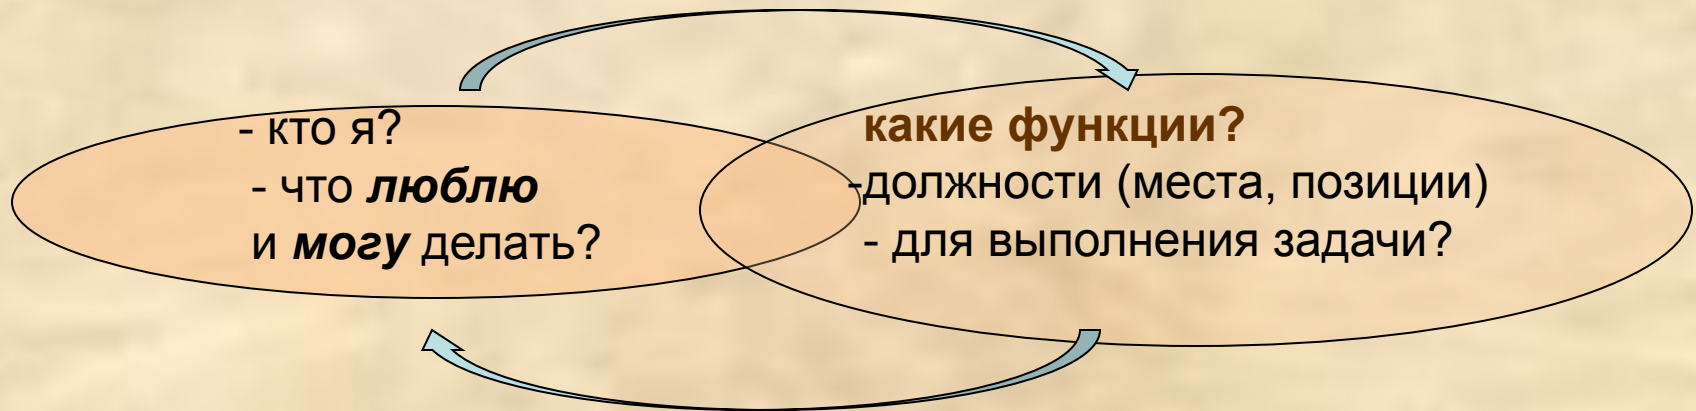 - кто я?
- что люблю
и могу делать?
какие функции?
-должности (места, позиции)
- для выполнения задачи?